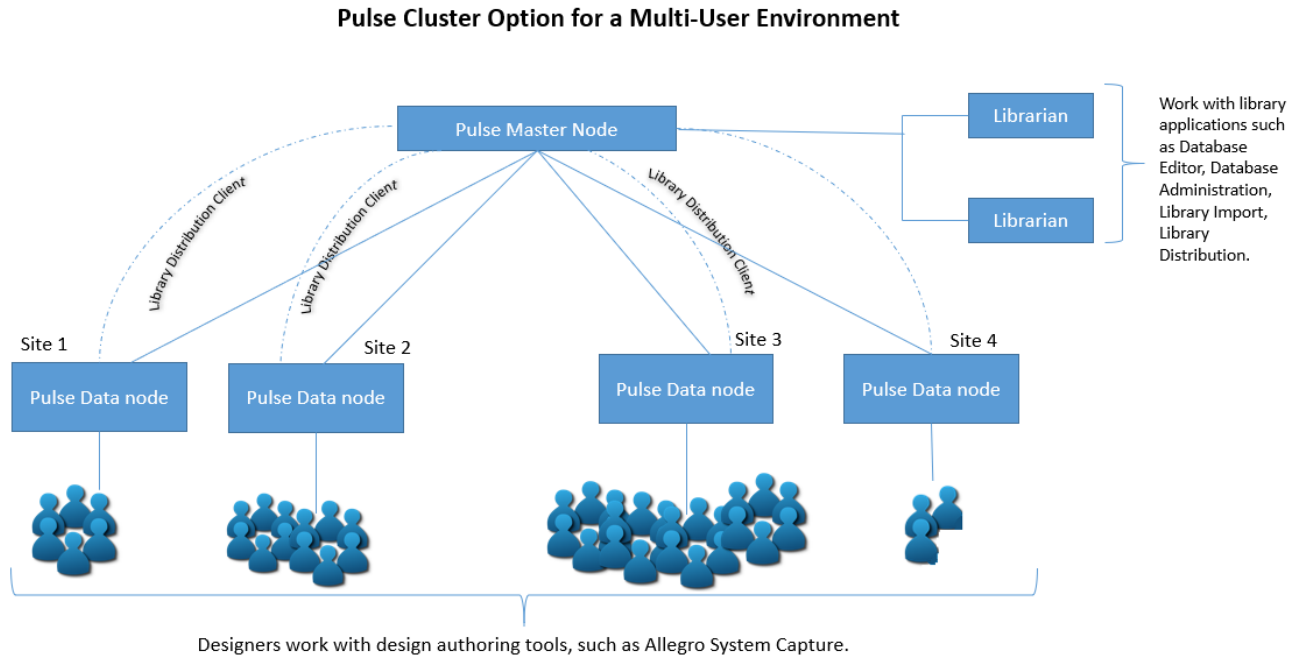 Pulse Cluster Option for a Multi-User Environment
Pulse Master Node
Librarian
Librarian
Work with library
applications such
as Database
Editor, Database
Administration,
Library Import,
Library
Distribution.
Library Distribution Client
Library Distribution Client
Library Distribution Client
Site 1
Site 2
Site 3
Site 4
Pulse Data node
Pulse Data node
Pulse Data node
Pulse Data node
Designers work with design authoring tools, such as Allegro System Capture.